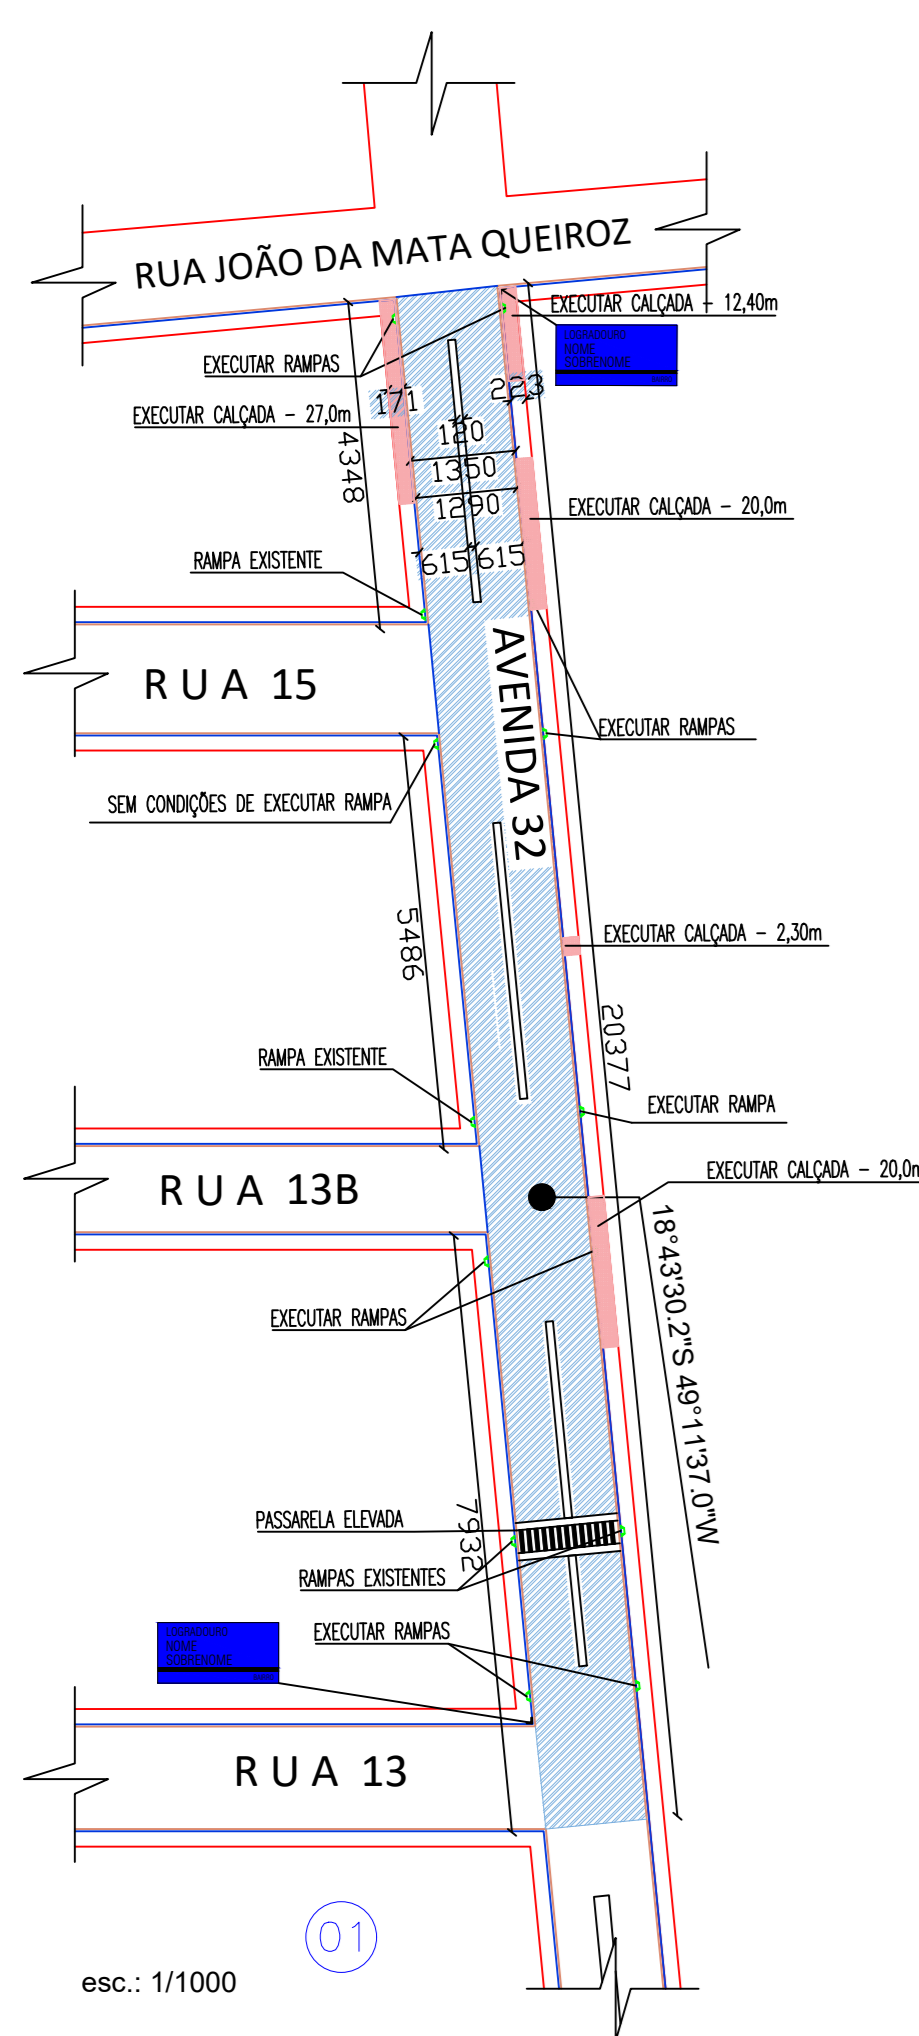 RUA JOÃO DA MATA QUEIROZ
EXECUTAR CALÇADA - 12,40m
LOGRADOURO
NOME
SOBRENOME
EXECUTAR RAMPAS
171
223
EXECUTAR CALÇADA - 27,0m
120
4348
1350
1290
EXECUTAR CALÇADA - 20,0m
615
615
RAMPA EXISTENTE
AVENIDA 32
RUA 15
EXECUTAR RAMPAS
SEM CONDIÇÕES DE EXECUTAR RAMPA
EXECUTAR CALÇADA - 2,30m
5486
20377
RAMPA EXISTENTE
EXECUTAR RAMPA
EXECUTAR CALÇADA - 20,0m
RUA 13B
18°43'30.2"S 49°11'37.0"W
EXECUTAR RAMPAS
7932
PASSARELA ELEVADA
RAMPAS EXISTENTES
LOGRADOURO
NOME
SOBRENOME
EXECUTAR RAMPAS
RUA 13
01
esc.: 1/1000